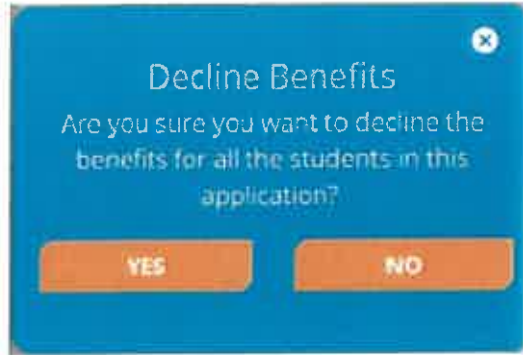 Decline Benefits
Are you sure you want to decline the
benefits for all the students in this
application?
YES
NO